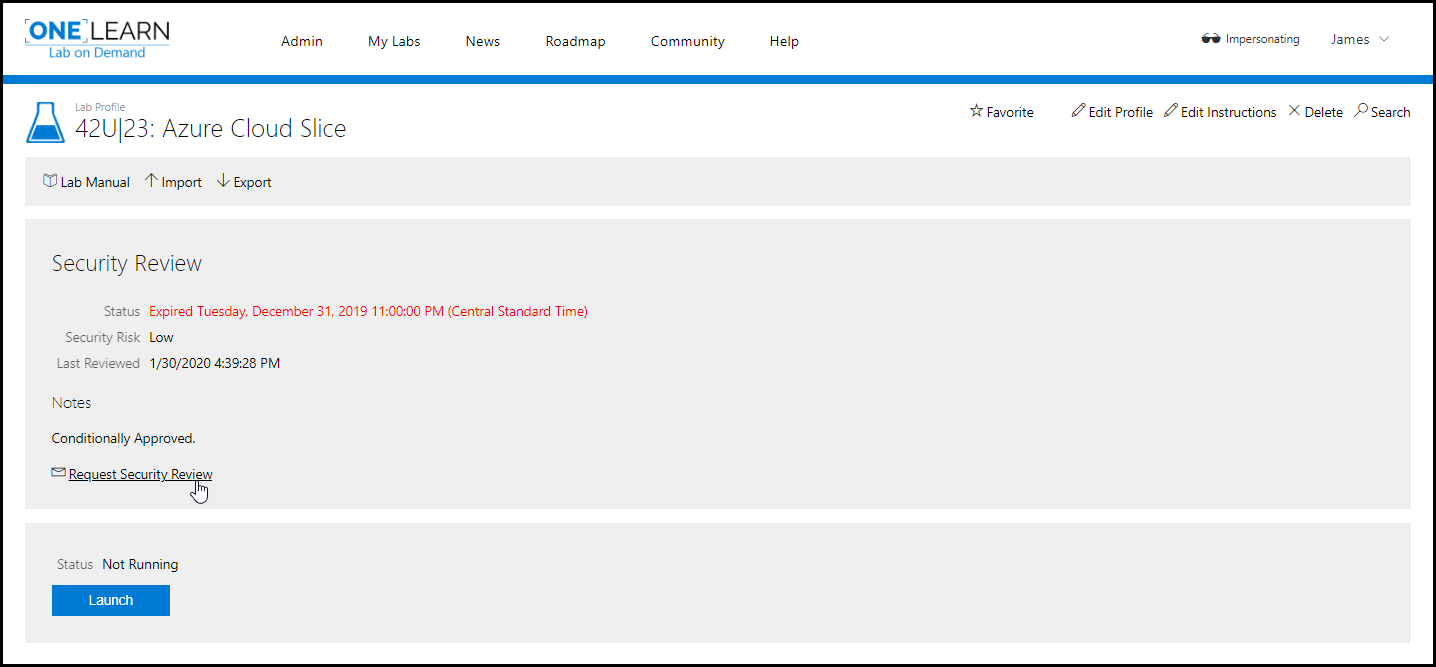 ONE LEARN
Lab on Demand
Admin My Labs News Roadmap Community Help
Impersonating James
Lab Profile
42U|23: Azure Cloud Slice
Favorite Edit Profile Edit Instructions Delete Search
Lab Manual Import Export
Security Review
Status Expired Tuesday, December 31, 2019 11:00:00 PM (Central Standard Time)
Security Risk Low
Last Reviewed 1/30/2020 4:39:28 PM
Notes
Conditionally Approved.
Request Security Review
Status Not Running
Launch